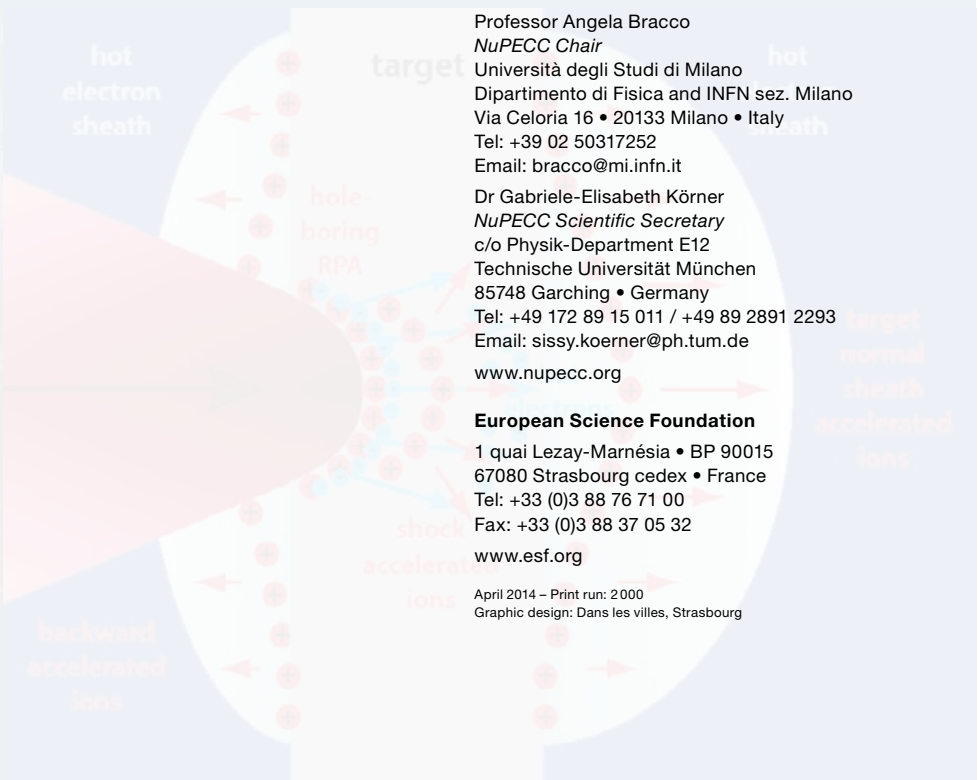 Professor Angela Bracco
NuPECC Chair
Università degli Studi di Milano
Dipartimento di Fisica and INFN sez. Milano
Via Celoria 16 • 20133 Milano • Italy
Tel: +39 02 50317252
Email: bracco@mi.infn.it
Dr Gabriele-Elisabeth Körner
NuPECC Scientific Secretary
c/o Physik-Department E12
Technische Universität München
85748 Garching • Germany
Tel: +49 172 89 15 011 / +49 89 2891 2293
Email: sissy.koerner@ph.tum.de
www.nupecc.org
European Science Foundation
1 quai Lezay-Marnésia • BP 90015
67080 Strasbourg cedex • France
Tel: +33 (0)3 88 76 71 00
Fax: +33 (0)3 88 37 05 32
www.esf.org
April 2014 – Print run: 2 000
Graphic design: Dans les villes, Strasbourg
hot
electron
sheath
target
hole-
boring
RPA
shock
accelerated
ions
backward
accelerated
ions
hot
sheath
target
normal
sheath
accelerated
ions